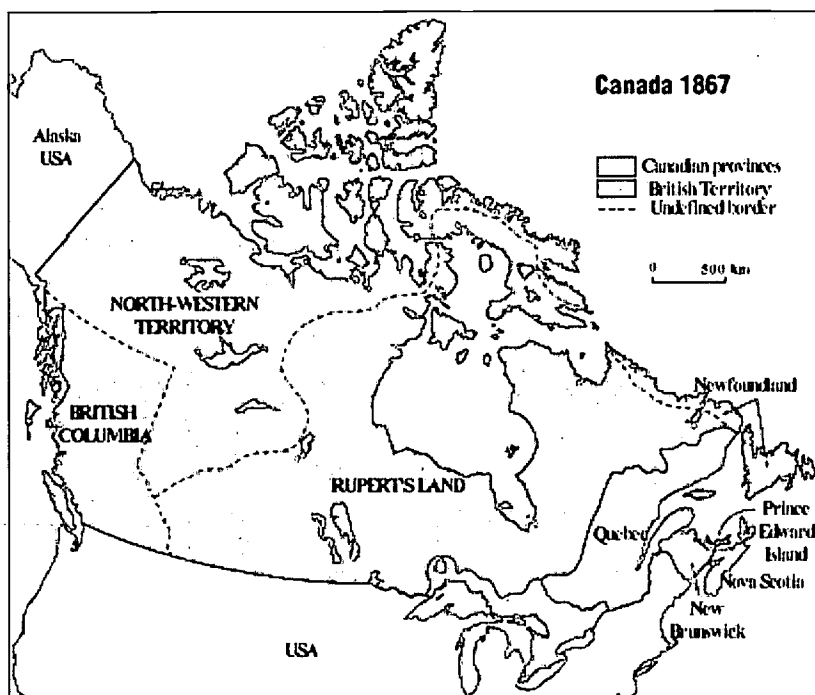 Canada 1867
Alaska
USA
Canadian provinces
British Territory
Undefined border
0 500 km
NORTH-WESTERN
TERRITORY
Newfoundland
BRITISH
COLUMBIA
RUPERT'S LAND
Quebec
Prince
Edward
Island
Nova Scotia
New
Brunswick
USA